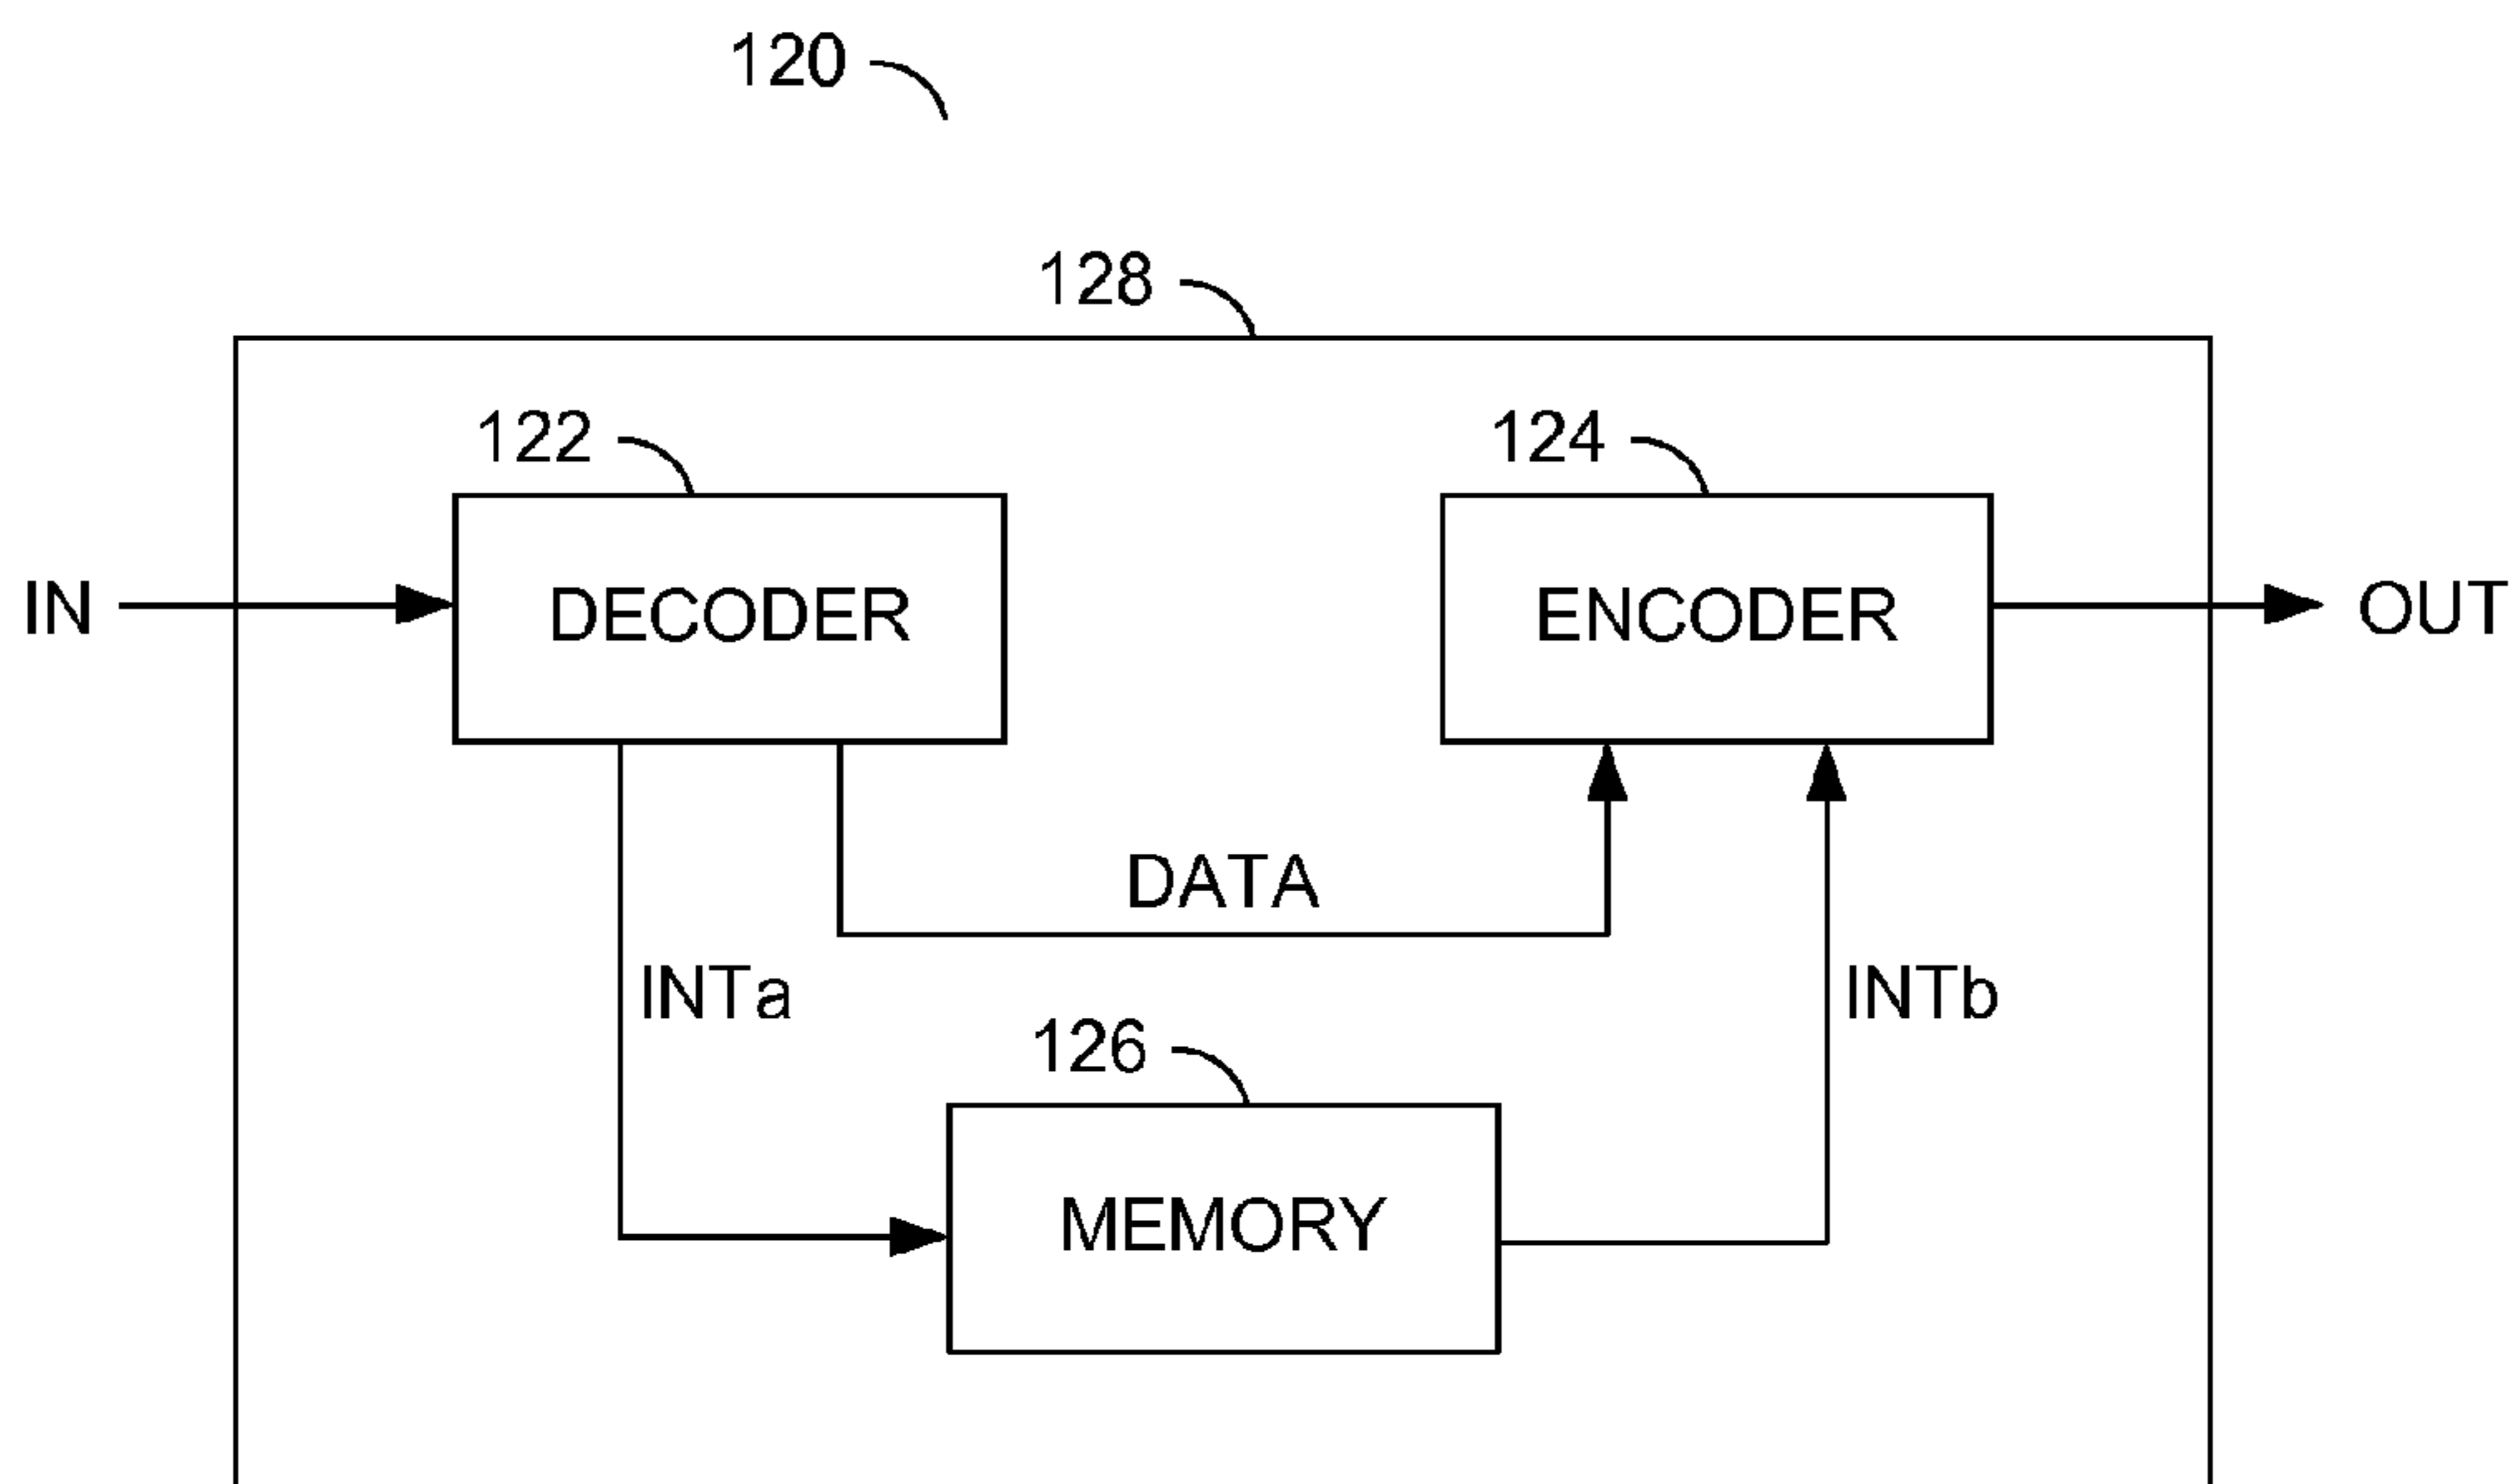 120
128
122
124
IN
DECODER
ENCODER
OUT
DATA
INTa
INTb
126
MEMORY